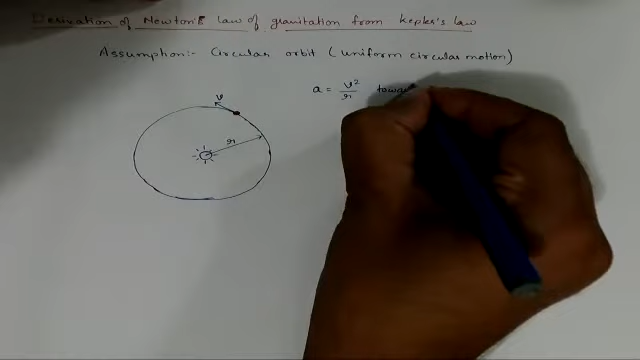 Derivation of Newton's Law of gravitation from Kepler's law
Assumption:- Circular orbit (Uniform circular motion)
v
a = v²/r
r